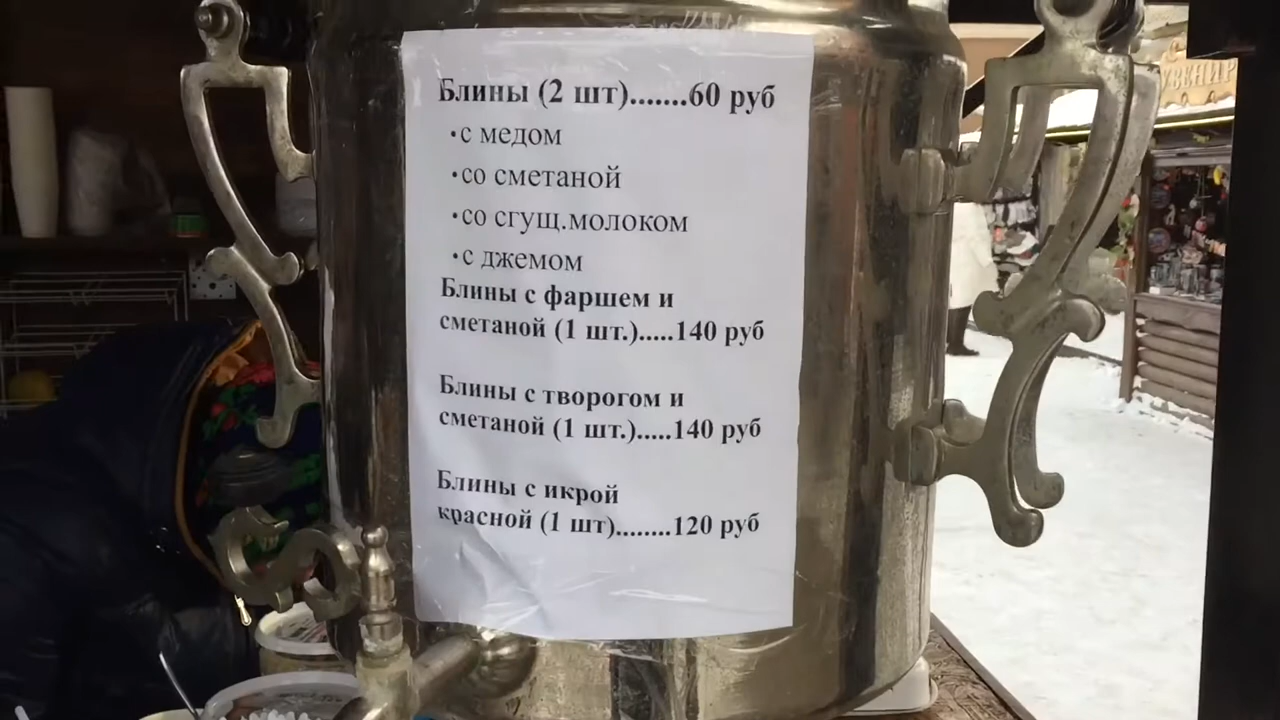 Блины (2 шт).......60 руб
•с медом
•со сметаной
•со сгущ.молоком
•с джемом
Блины с фаршем и
сметаной (1 шт.).....140 руб
Блины с творогом и
сметаной (1 шт.).....140 руб
Блины с икрой
красной (1 шт)........120 руб